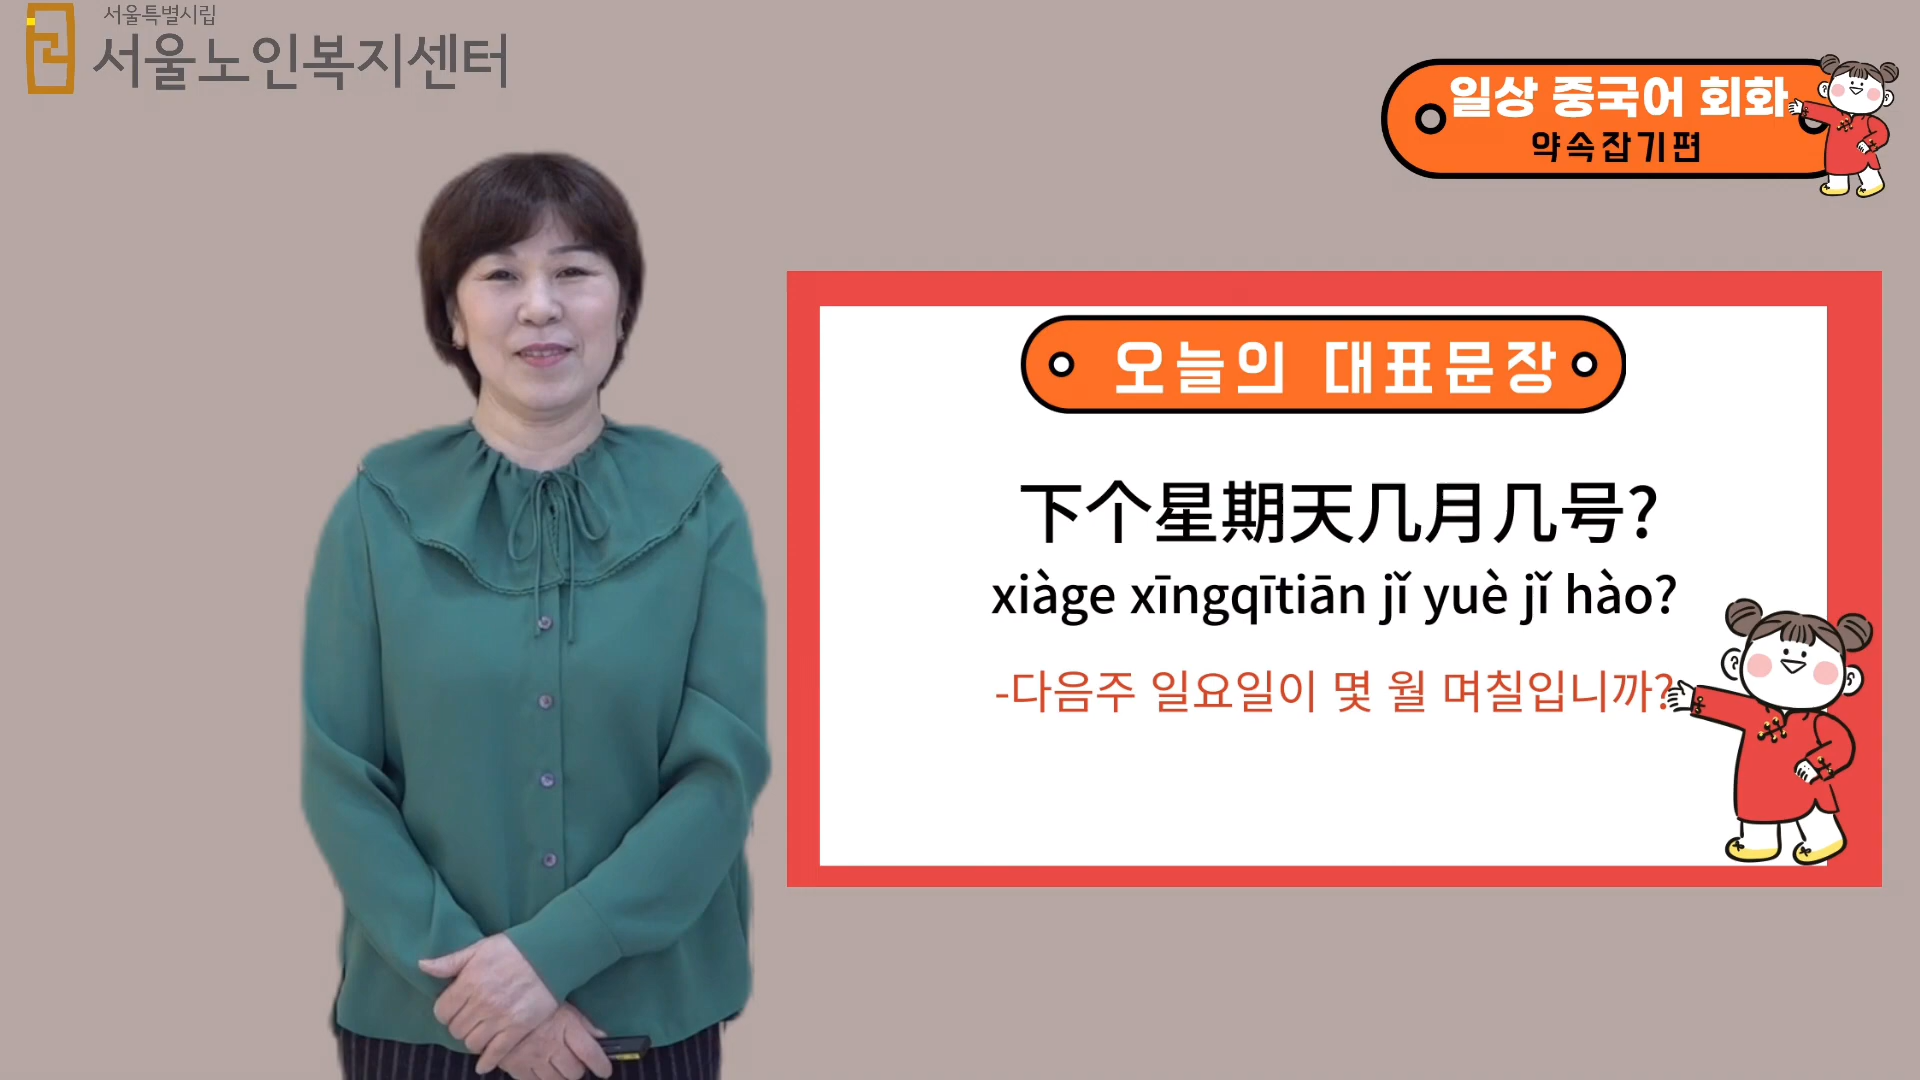 서울특별시립
서울노인복지센터
일상 중국어 회화
약속잡기편
오늘의 대표문장
下个星期天几月几号?
xiàge xīngqītiān jǐ yuè jǐ hào?
-다음주 일요일이 몇 월 며칠입니까?